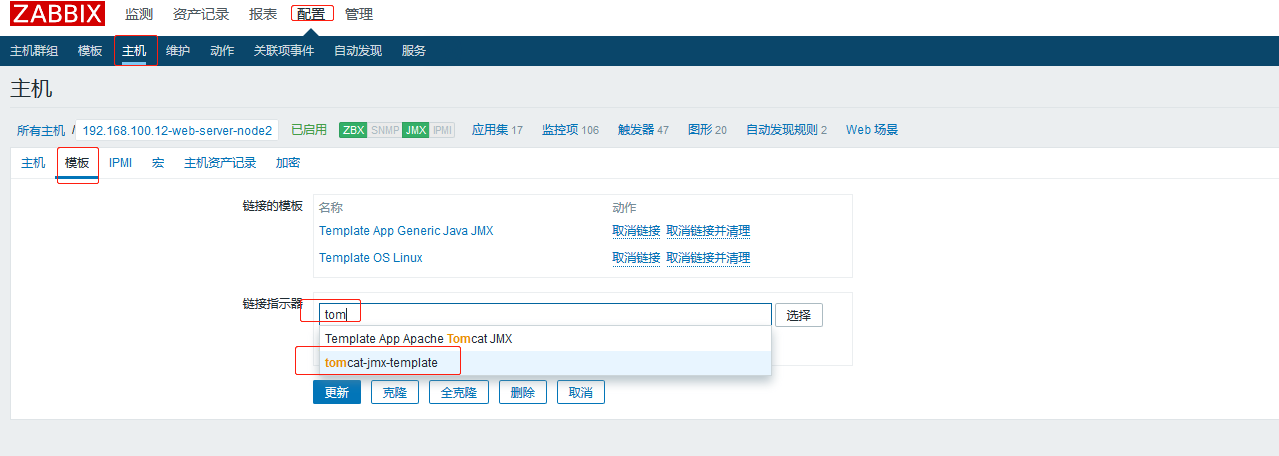 ZABBIX 监测 资产记录 报表 配置 管理
主机群组 模板 主机 维护 动作 关联项事件 自动发现 服务
主机
所有主机 / 192.168.100.12-web-server-node2 已启用 ZBX SNMP JMX IPMI 应用集 17 监控项 106 触发器 47 图形 20 自动发现规则 2 Web 场景
主机 模板 IPMI 宏 主机资产记录 加密
链接的模板 名称 动作
Template App Generic Java JMX 取消链接 取消链接并清理
Template OS Linux 取消链接 取消链接并清理
链接指示器 tom 选择
Template App Apache Tomcat JMX
tomcat-jmx-template
更新 克隆 全克隆 删除 取消